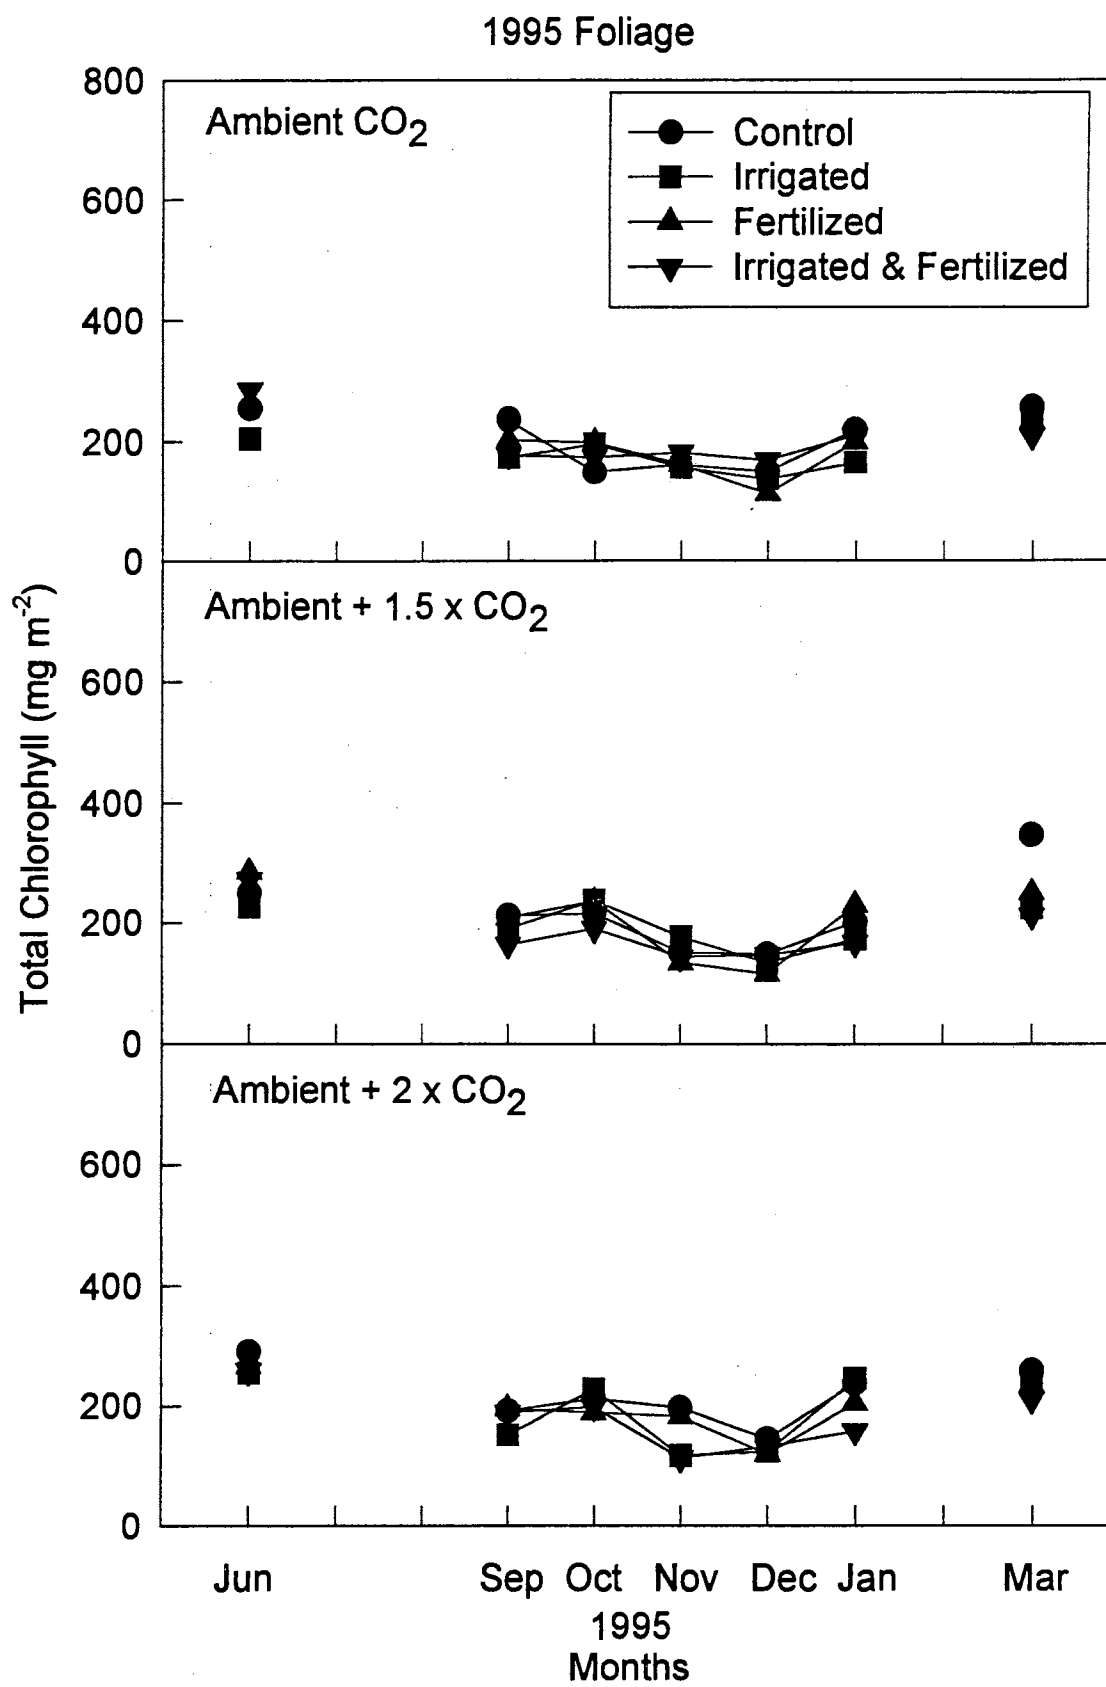 1995 Foliage
800
Ambient CO2
Control
Irrigated
Fertilized
Irrigated & Fertilized
600
400
200
0
Ambient + 1.5 x CO2
600
400
200
0
Ambient + 2 x CO2
600
400
200
0
Total Chlorophyll (mg m-2)
Jun Sep Oct Nov Dec Jan Mar
1995
Months